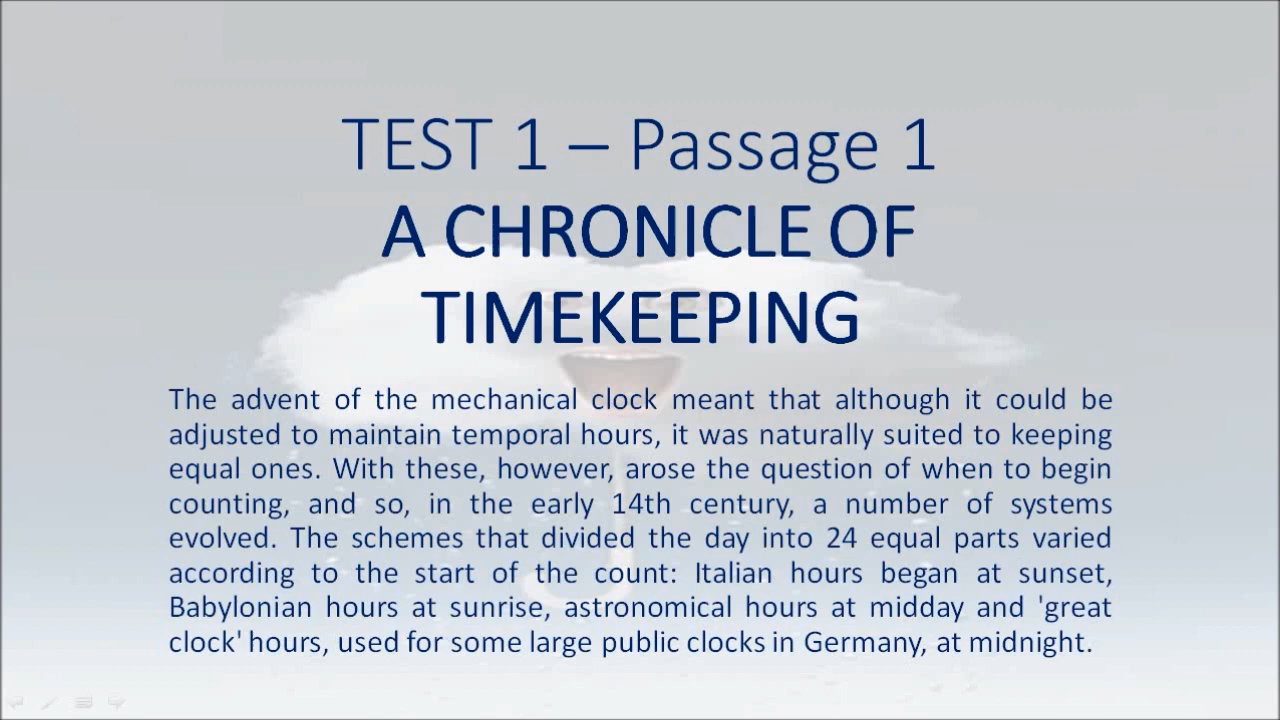 TEST 1 – Passage 1
A CHRONICLE OF
TIMEKEEPING
The advent of the mechanical clock meant that although it could be
adjusted to maintain temporal hours, it was naturally suited to keeping
equal ones. With these, however, arose the question of when to begin
counting, and so, in the early 14th century, a number of systems
evolved. The schemes that divided the day into 24 equal parts varied
according to the start of the count: Italian hours began at sunset,
Babylonian hours at sunrise, astronomical hours at midday and 'great
clock' hours, used for some large public clocks in Germany, at midnight.